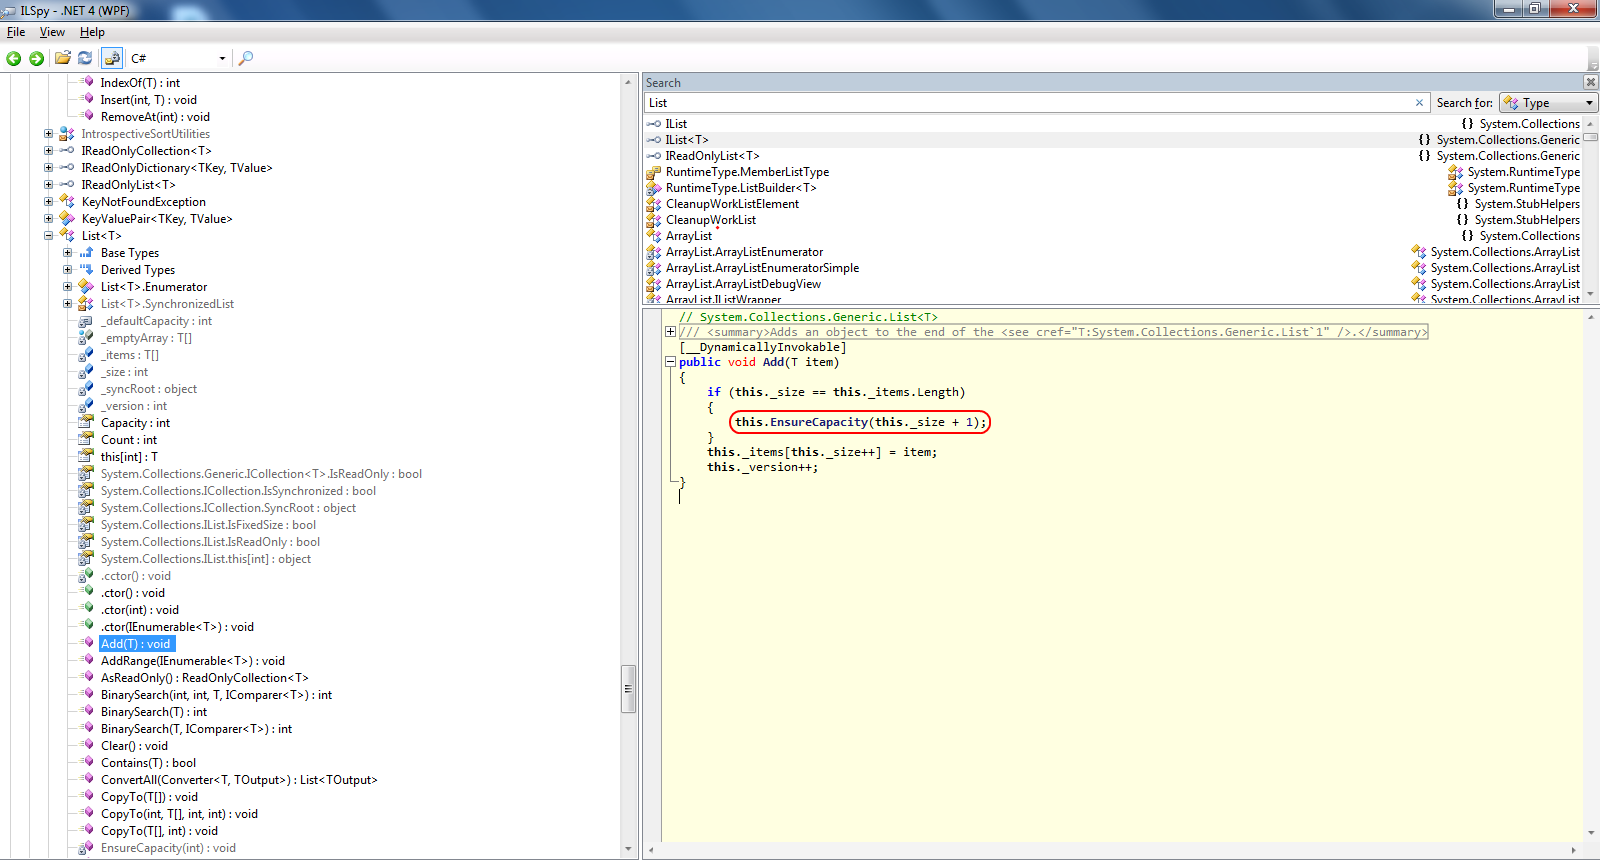 ILSpy - .NET 4 (WPF)
File View Help
C#
IndexOf(T) : int
Insert(int, T) : void
RemoveAt(int) : void
IntrospectiveSortUtilities
IReadOnlyCollection<T>
IReadOnlyDictionary<TKey, TValue>
IReadOnlyList<T>
KeyNotFoundException
KeyValuePair<TKey, TValue>
List<T>
Base Types
Derived Types
List<T>.Enumerator
List<T>.SynchronizedList
_defaultCapacity : int
_emptyArray : T[]
_items : T[]
_size : int
_syncRoot : object
_version : int
Capacity : int
Count : int
this[int] : T
System.Collections.Generic.ICollection<T>.IsReadOnly : bool
System.Collections.ICollection.IsSynchronized : bool
System.Collections.ICollection.SyncRoot : object
System.Collections.IList.IsFixedSize : bool
System.Collections.IList.IsReadOnly : bool
System.Collections.IList.this[int] : object
.cctor() : void
.ctor() : void
.ctor(int) : void
.ctor(IEnumerable<T>) : void
Add(T) : void
AddRange(IEnumerable<T>) : void
AsReadOnly() : ReadOnlyCollection<T>
BinarySearch(int, int, T, IComparer<T>) : int
BinarySearch(T) : int
BinarySearch(T, IComparer<T>) : int
Clear() : void
Contains(T) : bool
ConvertAll(Converter<T, TOutput>) : List<TOutput>
CopyTo(T[]) : void
CopyTo(int, T[], int, int) : void
CopyTo(T[], int) : void
EnsureCapacity(int) : void
Search
List Search for: Type
IList {} System.Collections
IList<T> {} System.Collections.Generic
IReadOnlyList<T> {} System.Collections.Generic
RuntimeType.MemberListType System.RuntimeType
RuntimeType.ListBuilder<T> System.RuntimeType
CleanupWorkListElement {} System.StubHelpers
CleanupWorkList {} System.StubHelpers
ArrayList {} System.Collections
ArrayList.ArrayListEnumerator System.Collections.ArrayList
ArrayList.ArrayListEnumeratorSimple System.Collections.ArrayList
ArrayList.ArrayListDebugView System.Collections.ArrayList
ArrayList.IListWrapper System.Collections.ArrayList
// System.Collections.Generic.List<T>
/// <summary>Adds an object to the end of the <see cref="T:System.Collections.Generic.List`1" />.</summary>
[__DynamicallyInvokable]
public void Add(T item)
{
if (this._size == this._items.Length)
{
this.EnsureCapacity(this._size + 1);
}
this._items[this._size++] = item;
this._version++;
}